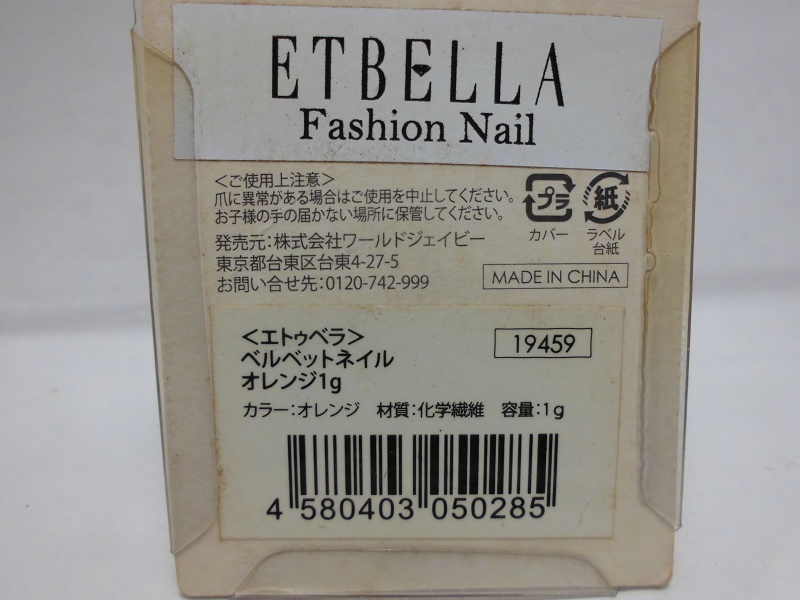 ETBELLA
Fashion Nail
＜ご使用上注意＞
爪に異常がある場合はご使用を中止してください。
お子様の手の届かない場所に保管してください。
発売元：株式会社ワールドジェイビー
東京都台東区台東4-27-5
お問い合せ先：0120-742-999
プラ
カバー
紙
ラベル
台紙
MADE IN CHINA
＜エトゥベラ＞
ベルベットネイル
オレンジ1g
19459
カラー：オレンジ 材質：化学繊維 容量：1g
4 580403 050285